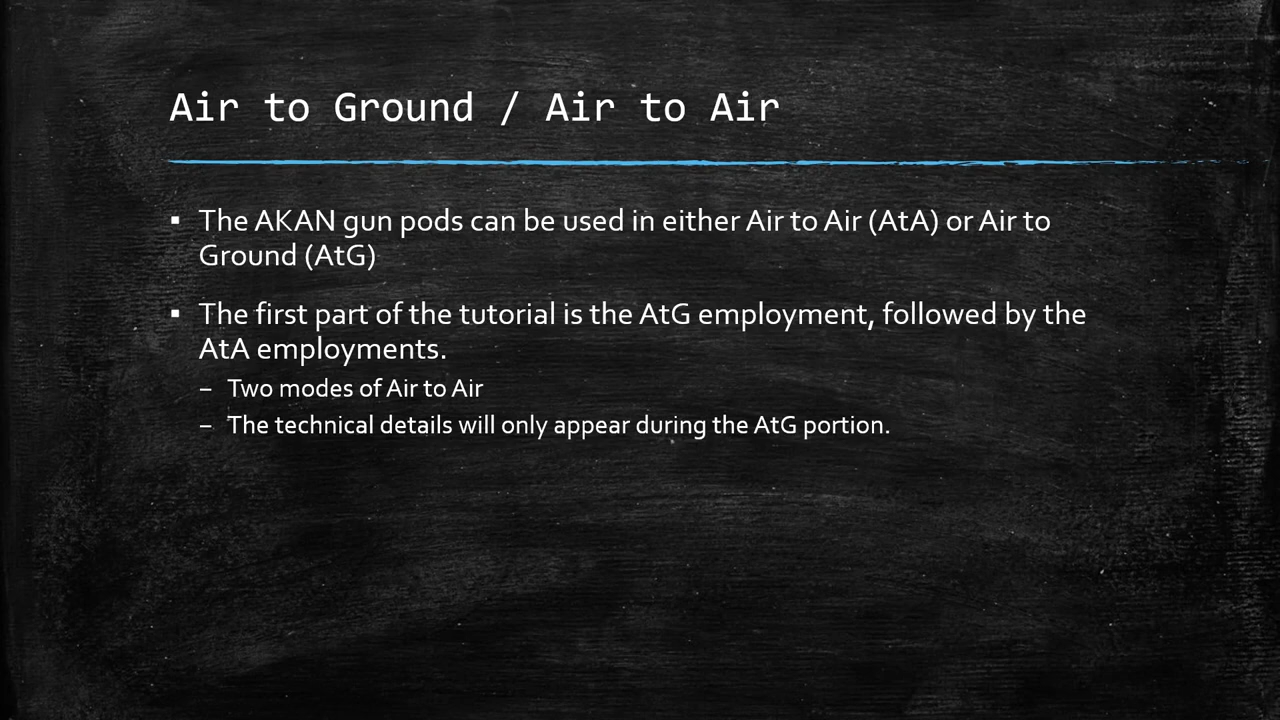 Air to Ground / Air to Air
▪ The AKAN gun pods can be used in either Air to Air (AtA) or Air to
Ground (AtG)
▪ The first part of the tutorial is the AtG employment, followed by the
AtA employments.
– Two modes of Air to Air
– The technical details will only appear during the AtG portion.